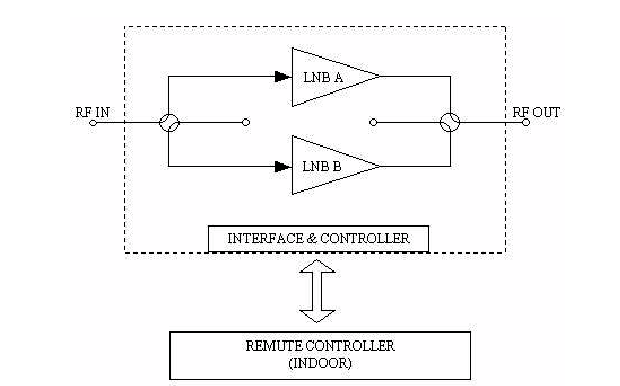 LNB A
RF IN
RF OUT
LNB B
INTERFACE & CONTROLLER
REMUTE CONTROLLER
(INDOOR)